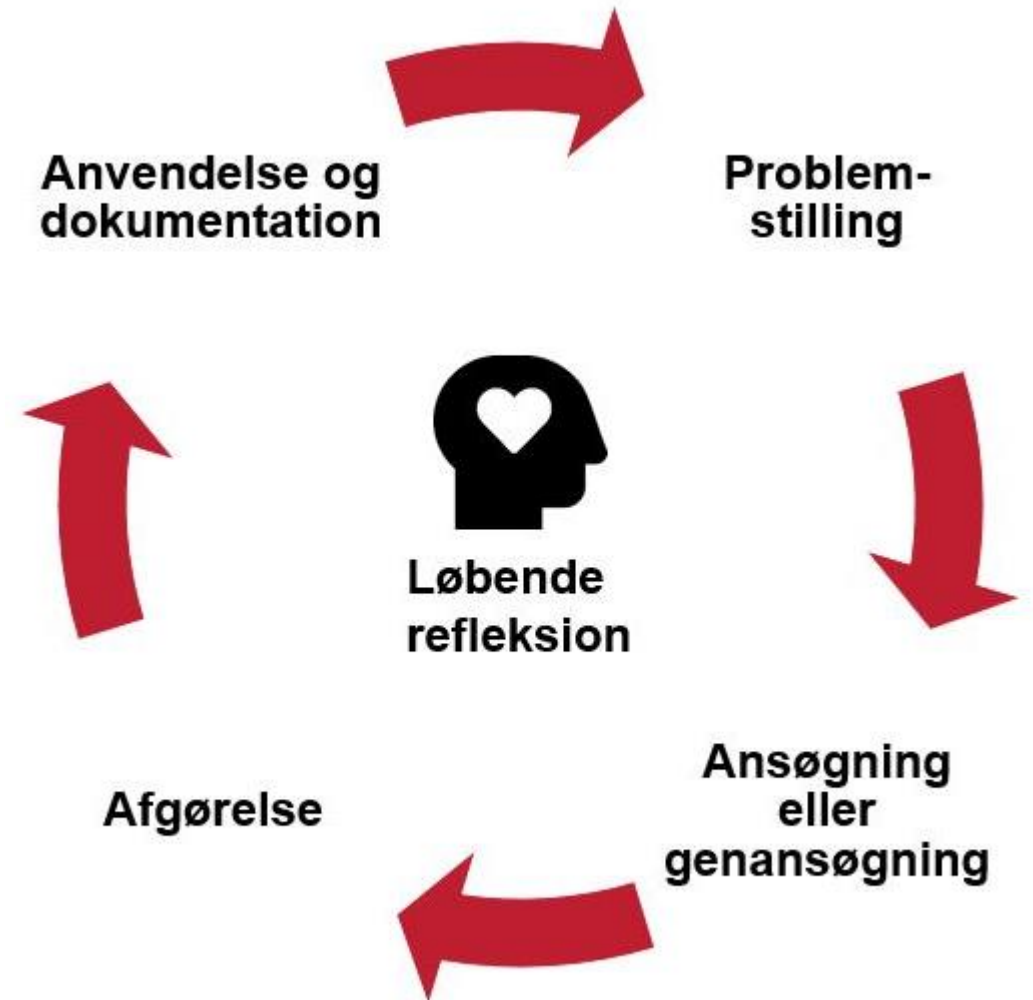 Anvendelse og
dokumentation
Problem-
stilling
Løbende
refleksion
Afgørelse
Ansøgning
eller
genansøgning